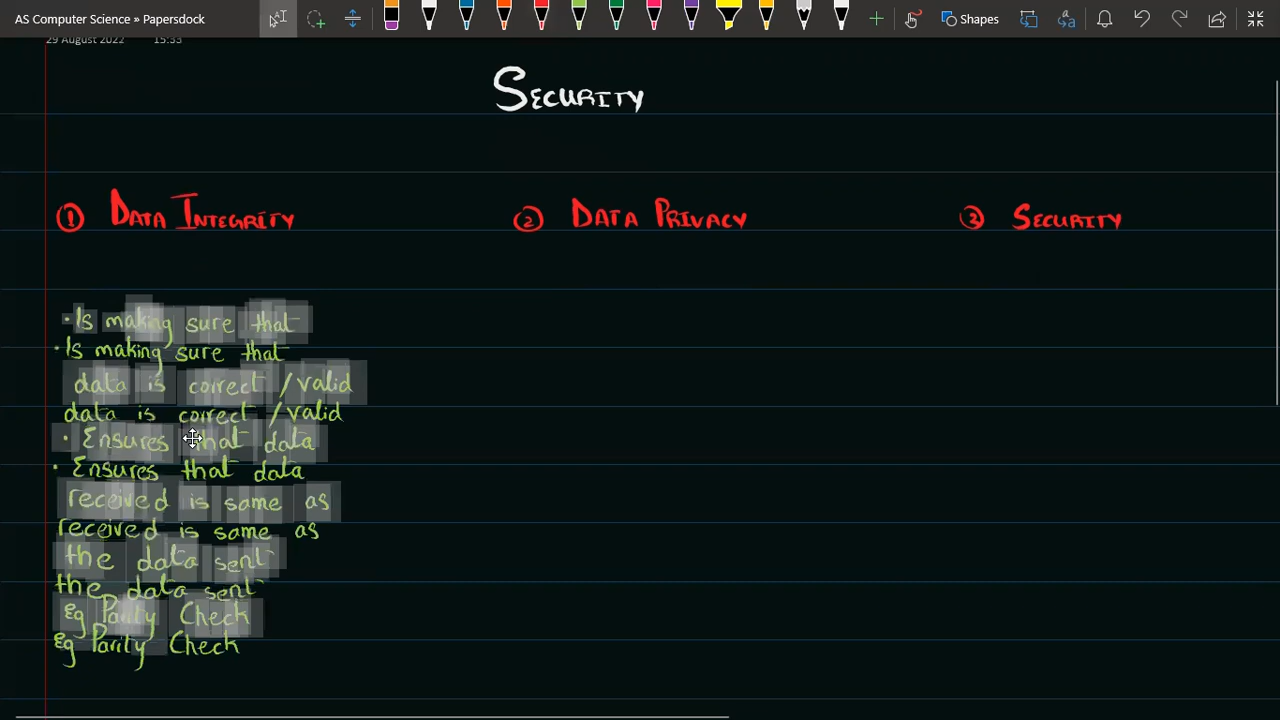 AS Computer Science » Papersdock
Shapes
29 August 2022 15:33
SECURITY
① DATA INTEGRITY ② DATA PRIVACY ③ SECURITY
· Is making sure that
· Is making sure that
data is correct / valid
data is correct / valid
· Ensures that data
· Ensures that data
received is same as
received is same as
the data sent
the data sent
Eg Parity Check
Eg Parity Check